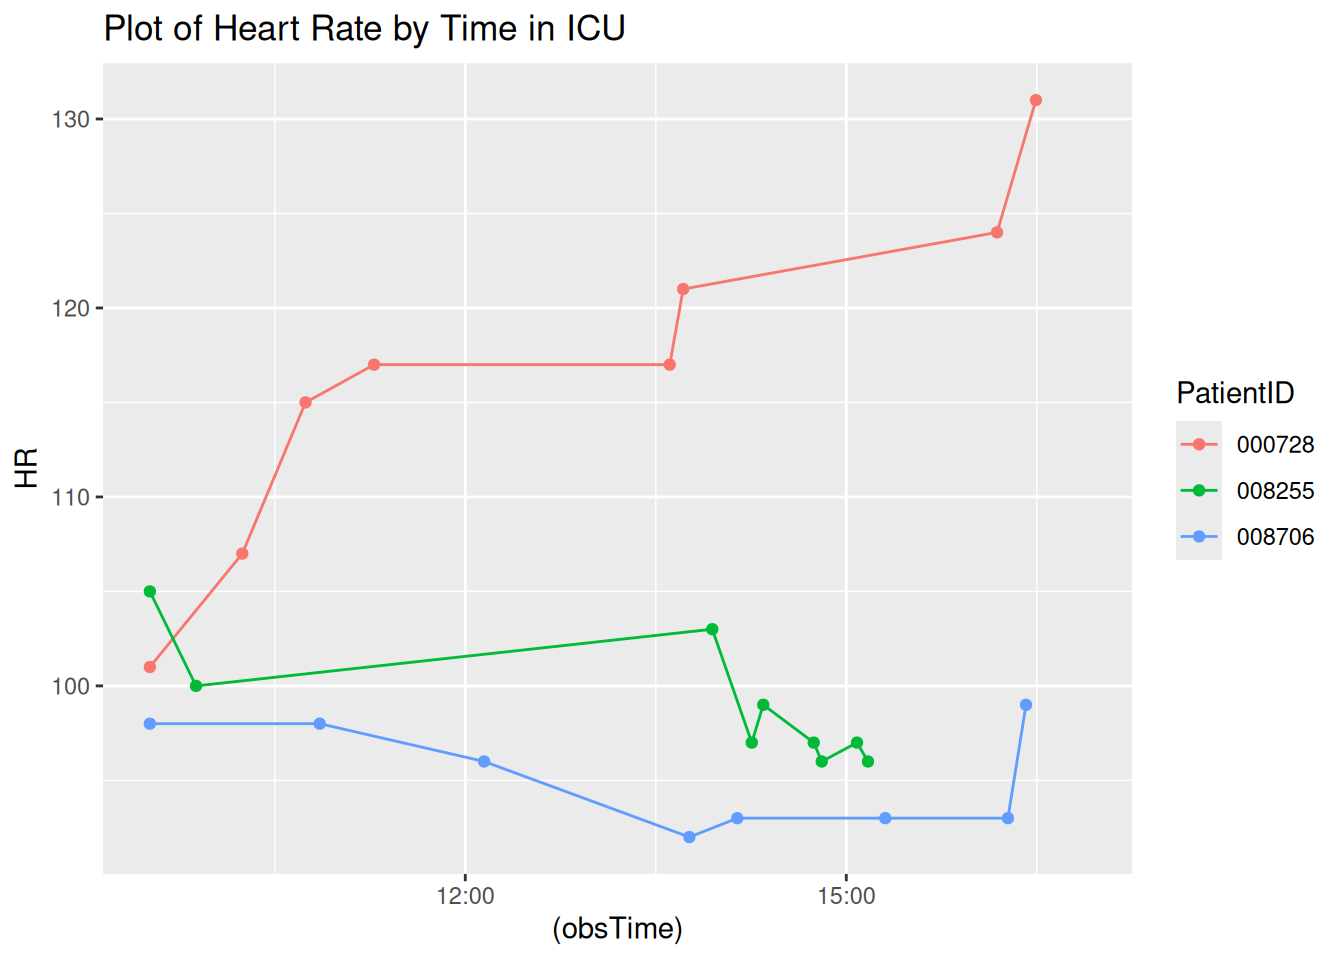 Plot of Heart Rate by Time in ICU
130
120
110
100
HR
12:00
15:00
(obsTime)
PatientID
000728
008255
008706